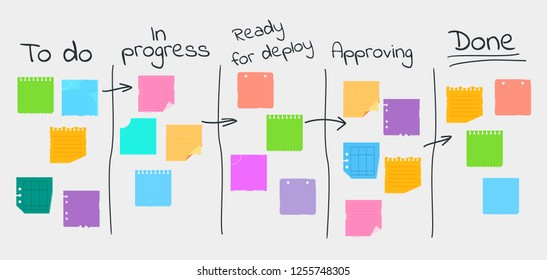 To do
In
progress
Ready
for deploy
Approving
Done
shutterstock.com · 1255748305